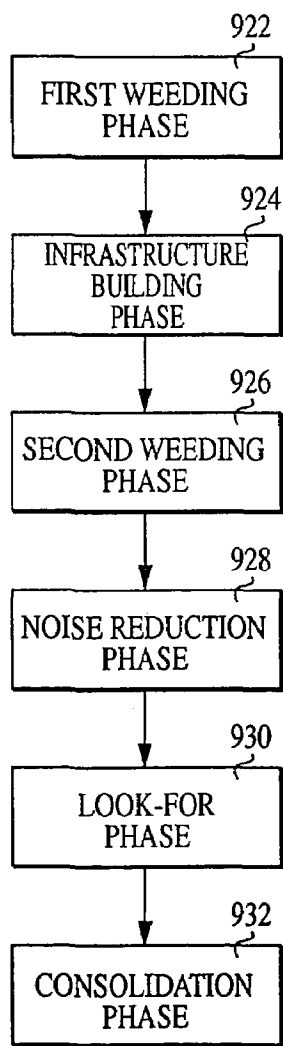 922
FIRST WEEDING
PHASE
924
INFRASTRUCTURE
BUILDING
PHASE
926
SECOND WEEDING
PHASE
928
NOISE REDUCTION
PHASE
930
LOOK-FOR
PHASE
932
CONSOLIDATION
PHASE